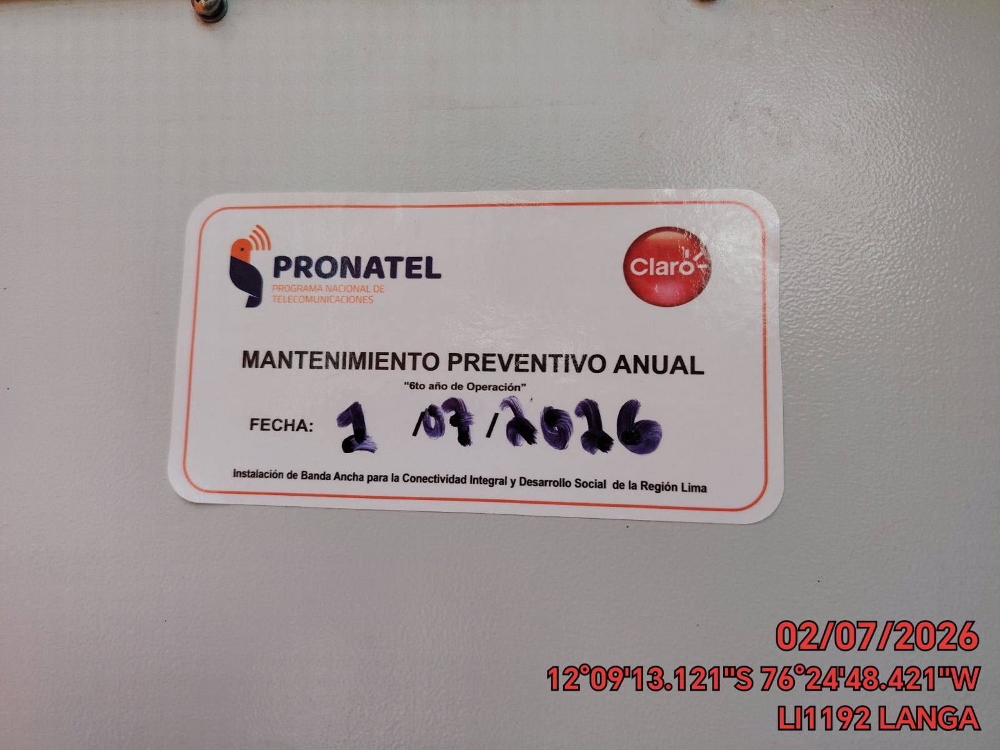 PRONATEL
PROGRAMA NACIONAL DE
TELECOMUNICACIONES
Claro
MANTENIMIENTO PREVENTIVO ANUAL
“6to año de Operación”
FECHA: 2 /07/2026
Instalación de Banda Ancha para la Conectividad Integral y Desarrollo Social de la Región Lima
02/07/2026
12°09'13.121"S 76°24'48.421"W
LI1192 LANGA